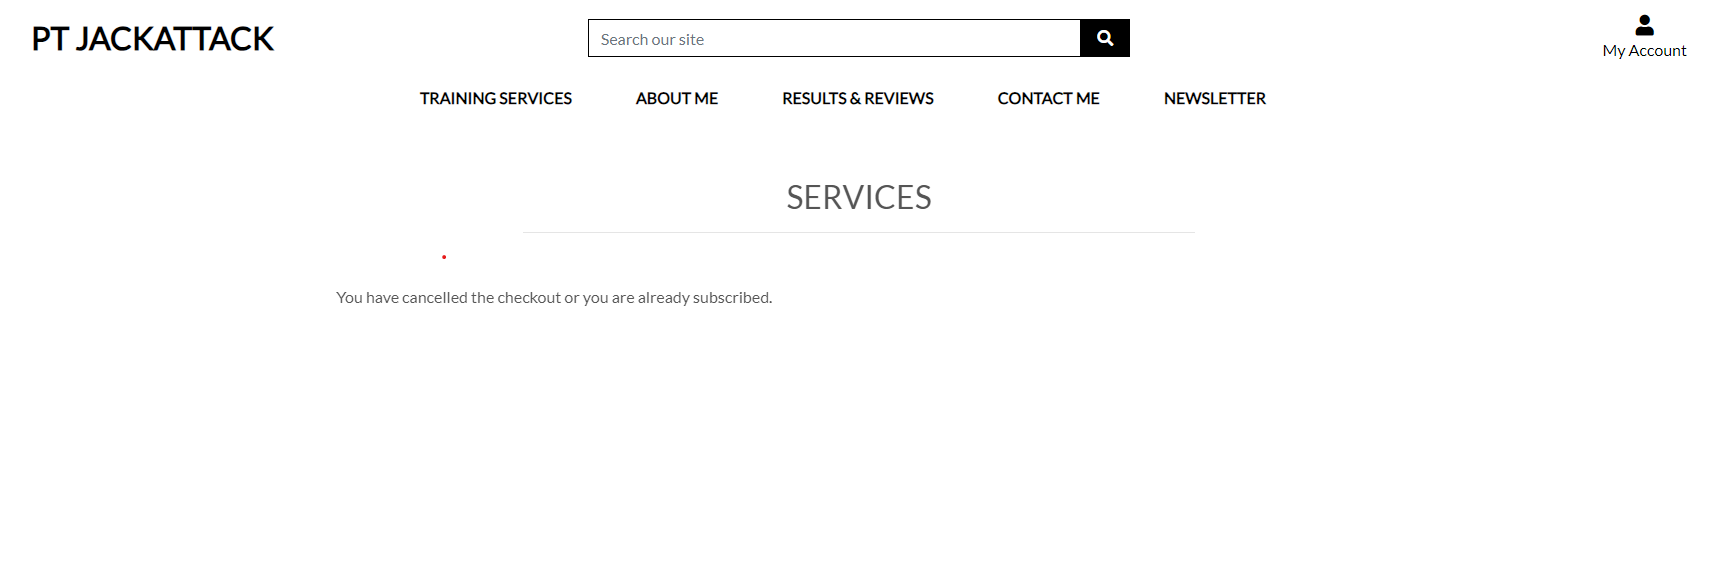 PT JACKATTACK
Search our site
My Account
TRAINING SERVICES
ABOUT ME
RESULTS & REVIEWS
CONTACT ME
NEWSLETTER
SERVICES
You have cancelled the checkout or you are already subscribed.